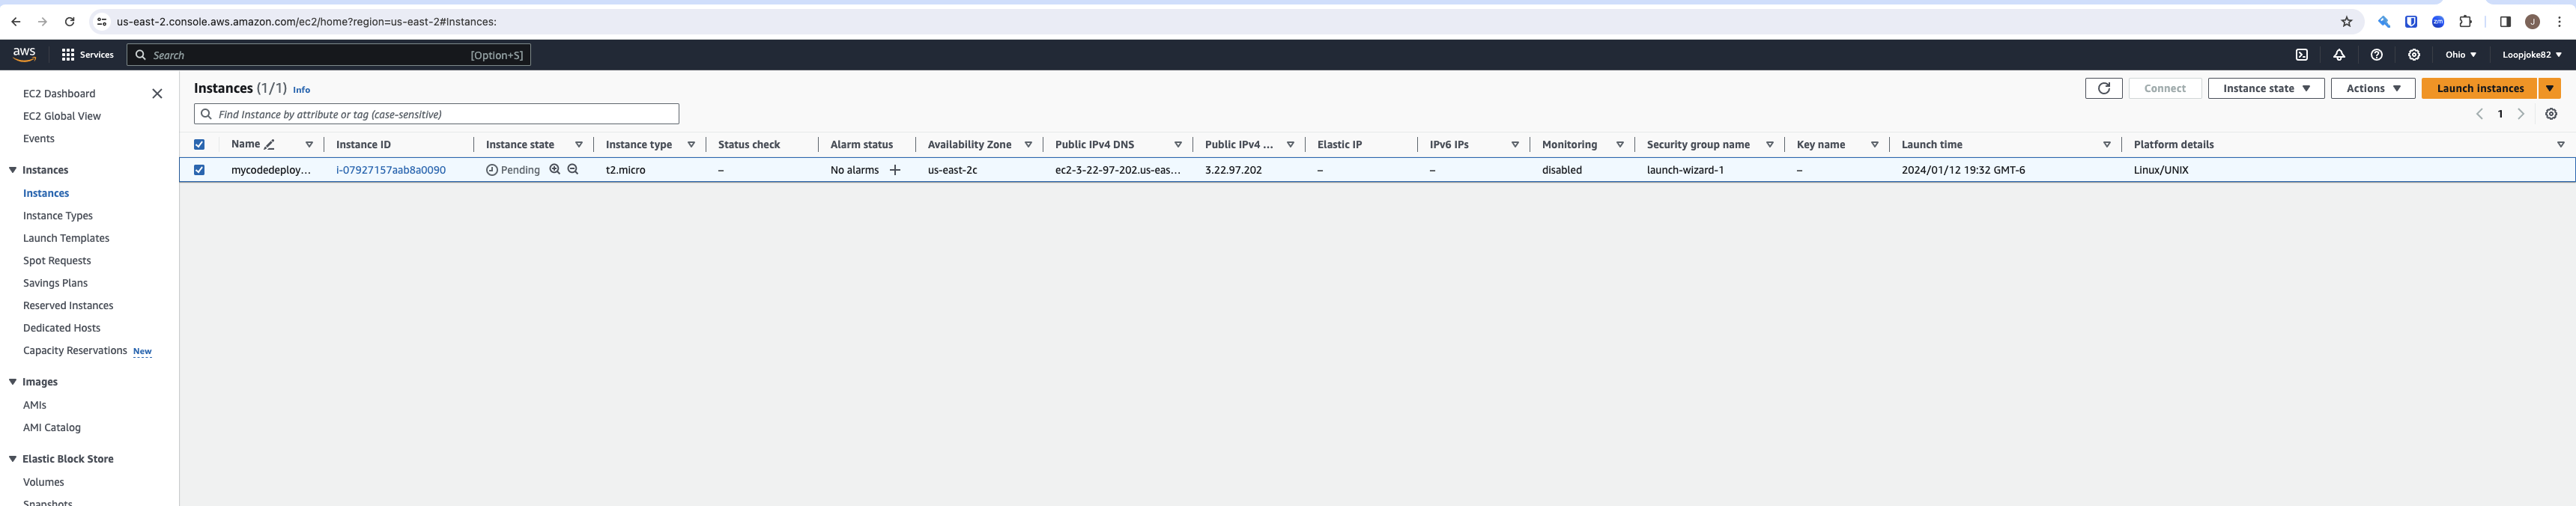 us-east-2.console.aws.amazon.com/ec2/home?region=us-east-2#Instances:
J
aws
Services
Search
[Option+S]
Ohio
Loopjoke82
EC2 Dashboard
EC2 Global View
Events
Instances
Instances
Instance Types
Launch Templates
Spot Requests
Savings Plans
Reserved Instances
Dedicated Hosts
Capacity Reservations New
Images
AMIs
AMI Catalog
Elastic Block Store
Volumes
Snapshots
Instances (1/1) Info
Connect
Instance state
Actions
Launch instances
Find Instance by attribute or tag (case-sensitive)
1
Name Instance ID Instance state Instance type Status check Alarm status Availability Zone Public IPv4 DNS Public IPv4 ... Elastic IP IPv6 IPs Monitoring Security group name Key name Launch time Platform details
mycodedeploy... i-07927157aab8a0090 Pending t2.micro – No alarms + us-east-2c ec2-3-22-97-202.us-eas... 3.22.97.202 – – disabled launch-wizard-1 – 2024/01/12 19:32 GMT-6 Linux/UNIX